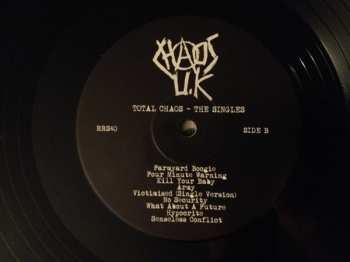 CHAOS
U.K
TOTAL CHAOS - THE SINGLES
RRS40
SIDE B
Farmyard Boogie
Four Minute Warning
Kill Your Baby
Army
Victimised (Single Version)
No Security
What About A Future
Hypocrite
Senseless Conflict